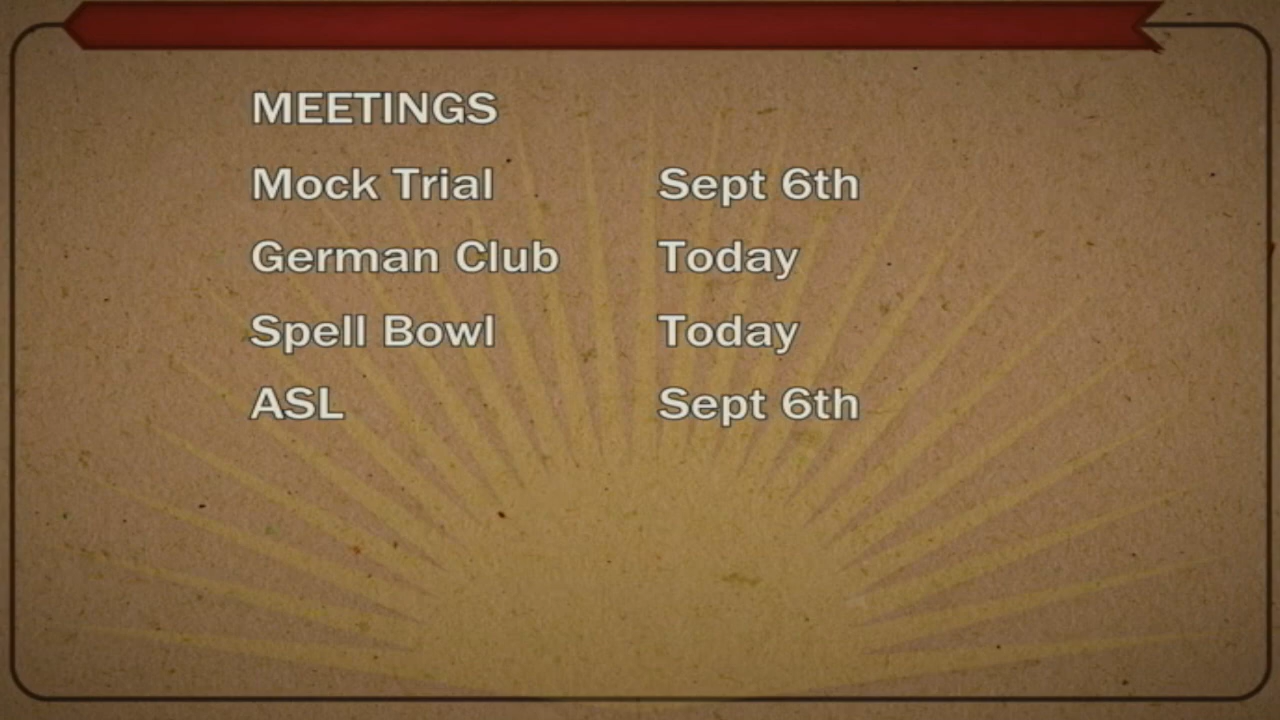 MEETINGS
Mock Trial Sept 6th
German Club Today
Spell Bowl Today
ASL Sept 6th